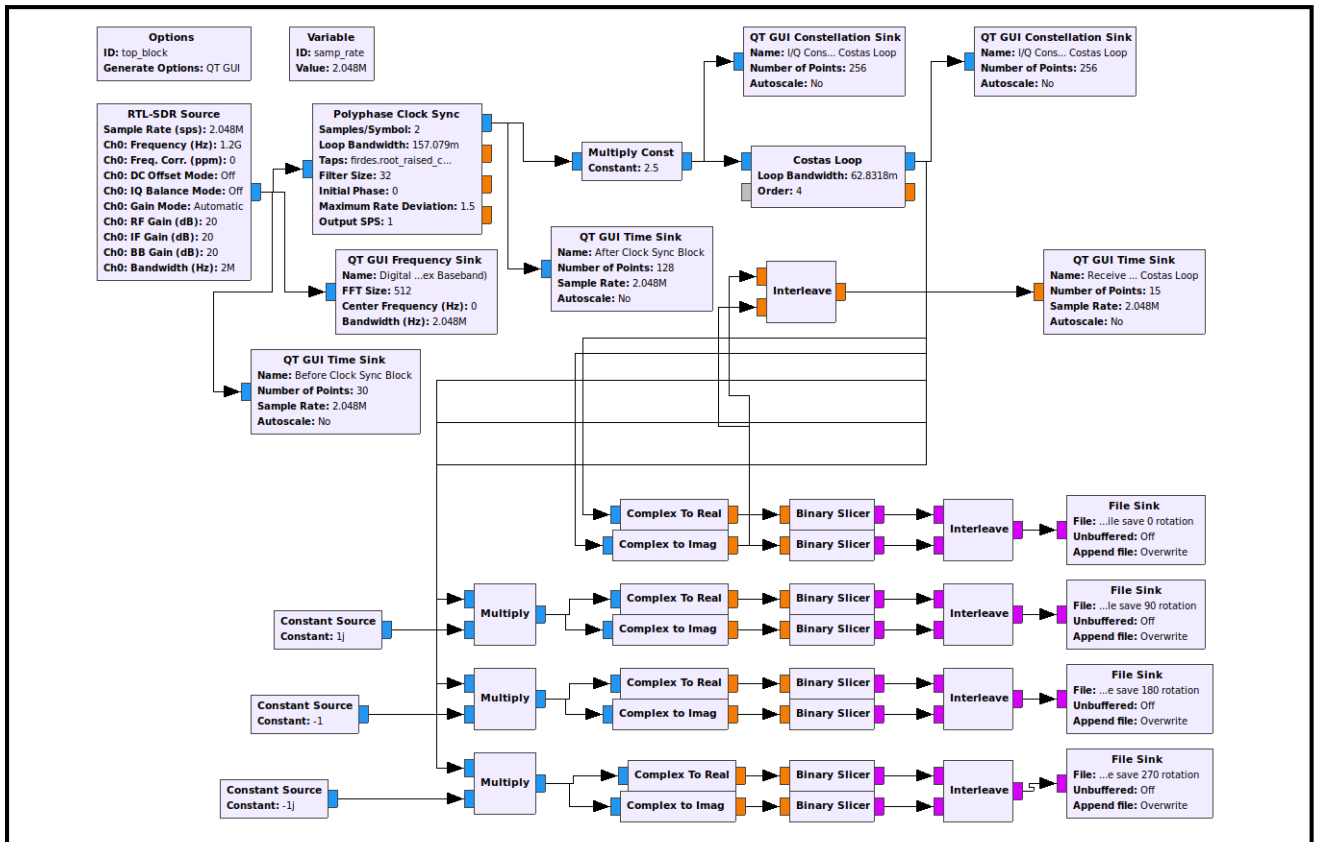 Options
ID: top_block
Generate Options: QT GUI
Variable
ID: samp_rate
Value: 2.048M
QT GUI Constellation Sink
Name: I/Q Cons... Costas Loop
Number of Points: 256
Autoscale: No
QT GUI Constellation Sink
Name: I/Q Cons... Costas Loop
Number of Points: 256
Autoscale: No
RTL-SDR Source
Sample Rate (sps): 2.048M
Ch0: Frequency (Hz): 1.2G
Ch0: Freq. Corr. (ppm): 0
Ch0: DC Offset Mode: Off
Ch0: IQ Balance Mode: Off
Ch0: Gain Mode: Automatic
Ch0: RF Gain (dB): 20
Ch0: IF Gain (dB): 20
Ch0: BB Gain (dB): 20
Ch0: Bandwidth (Hz): 2M
Polyphase Clock Sync
Samples/Symbol: 2
Loop Bandwidth: 157.079m
Taps: firdes.root_raised_c...
Filter Size: 32
Initial Phase: 0
Maximum Rate Deviation: 1.5
Output SPS: 1
Multiply Const
Constant: 2.5
Costas Loop
Loop Bandwidth: 62.8318m
Order: 4
QT GUI Frequency Sink
Name: Digital ...ex Baseband)
FFT Size: 512
Center Frequency (Hz): 0
Bandwidth (Hz): 2.048M
QT GUI Time Sink
Name: After Clock Sync Block
Number of Points: 128
Sample Rate: 2.048M
Autoscale: No
Interleave
QT GUI Time Sink
Name: Receive ... Costas Loop
Number of Points: 15
Sample Rate: 2.048M
Autoscale: No
QT GUI Time Sink
Name: Before Clock Sync Block
Number of Points: 30
Sample Rate: 2.048M
Autoscale: No
Complex To Real
Binary Slicer
Complex to Imag
Binary Slicer
Interleave
File Sink
File: ...ile save 0 rotation
Unbuffered: Off
Append file: Overwrite
Constant Source
Constant: 1j
Multiply
Complex To Real
Binary Slicer
Complex to Imag
Binary Slicer
Interleave
File Sink
File: ...le save 90 rotation
Unbuffered: Off
Append file: Overwrite
Constant Source
Constant: -1
Multiply
Complex To Real
Binary Slicer
Complex to Imag
Binary Slicer
Interleave
File Sink
File: ...e save 180 rotation
Unbuffered: Off
Append file: Overwrite
Constant Source
Constant: -1j
Multiply
Complex To Real
Binary Slicer
Complex to Imag
Binary Slicer
Interleave
File Sink
File: ...e save 270 rotation
Unbuffered: Off
Append file: Overwrite